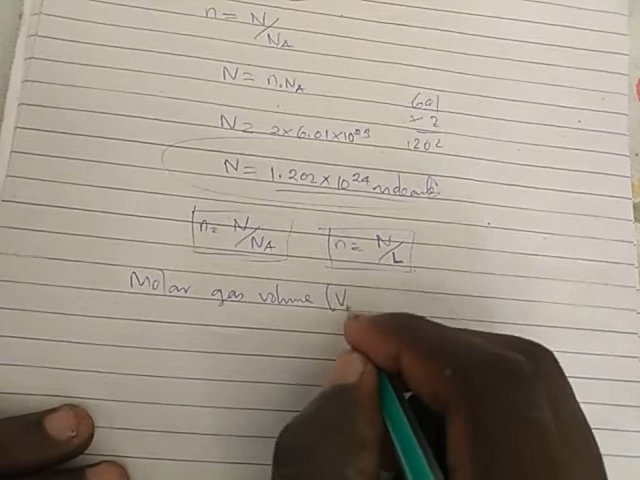 n = N/NA
N = n.NA
601
N = 2×6.01×10²³
× 2
1202
N = 1.202×10²⁴
n = N/NA n = N/L
Molar gas volume (V